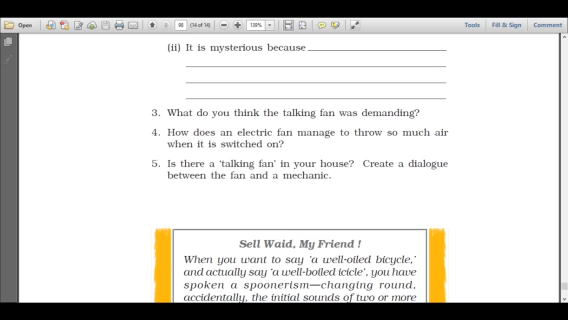 Open
98
(14 of 14)
139%
Tools
Fill & Sign
Comment
(ii) It is mysterious because
3. What do you think the talking fan was demanding?
4. How does an electric fan manage to throw so much air
when it is switched on?
5. Is there a ‘talking fan’ in your house? Create a dialogue
between the fan and a mechanic.
Sell Waid, My Friend !
When you want to say ‘a well-oiled bicycle,’
and actually say ‘a well-boiled icicle’, you have
spoken a spoonerism—changing round,
accidentally, the initial sounds of two or more